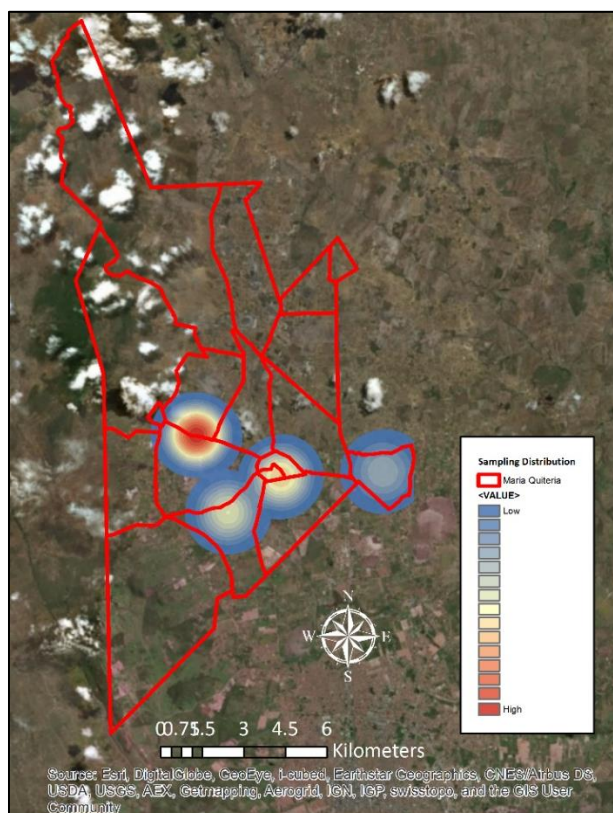 Sampling Distribution
Maria Quiteria
<VALUE>
Low
High
N
W E
S
0 0.75 1.5 3 4.5 6
Kilometers
Source: Esri, DigitalGlobe, GeoEye, i-cubed, Earthstar Geographics, CNES/Airbus DS,
USDA, USGS, AEX, Getmapping, Aerogrid, IGN, IGP, swisstopo, and the GIS User
Community